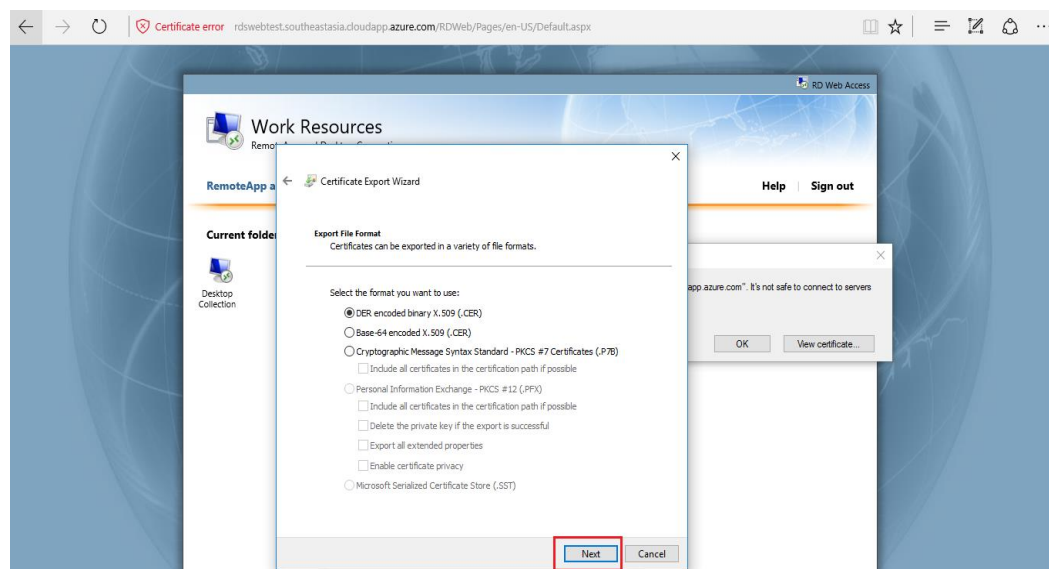 Certificate error rdswebtest.southeastasia.cloudapp.azure.com/RDWeb/Pages/en-US/Default.aspx
RD Web Access
Work Resources
RemoteApp a
Help Sign out
Certificate Export Wizard
Current folde
Export File Format
Certificates can be exported in a variety of file formats.
Desktop
Collection
app.azure.com". It's not safe to connect to servers
Select the format you want to use:
DER encoded binary X.509 (.CER)
Base-64 encoded X.509 (.CER)
Cryptographic Message Syntax Standard - PKCS #7 Certificates (.P7B)
Include all certificates in the certification path if possible
OK View certificate...
Personal Information Exchange - PKCS #12 (.PFX)
Include all certificates in the certification path if possible
Delete the private key if the export is successful
Export all extended properties
Enable certificate privacy
Microsoft Serialized Certificate Store (.SST)
Next Cancel